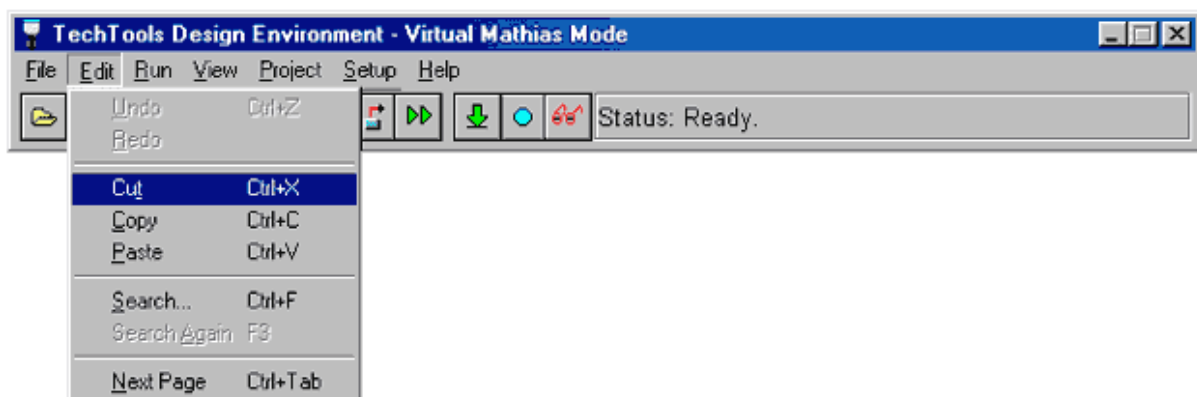 TechTools Design Environment - Virtual Mathias Mode
File Edit Run View Project Setup Help
Status: Ready.
Undo Ctrl+Z
Redo
Cut Ctrl+X
Copy Ctrl+C
Paste Ctrl+V
Search... Ctrl+F
Search Again F3
Next Page Ctrl+Tab